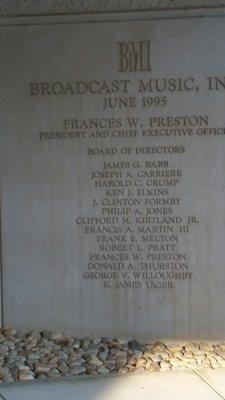 BMI
BROADCAST MUSIC, IN
JUNE 1995
FRANCES W. PRESTON
PRESIDENT AND CHIEF EXECUTIVE OFFICE
BOARD OF DIRECTORS
JAMES G. BABB
JOSEPH A. CARRIERE
HAROLD C. CRUMP
KEN J. ELKINS
J. CLINTON FORMBY
PHILIP A. JONES
CLIFFORD M. KIRTLAND JR.
FRANCIS A. MARTIN III
FRANK E. MELTON
ROBERT L. PRATT
FRANCES W. PRESTON
DONALD A. THURSTON
GEORGE V. WILLOUGHBY
K. JAMES YAGER